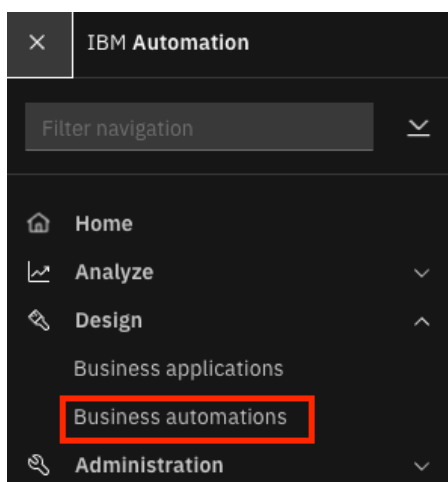 IBM Automation
Filter navigation
Home
Analyze
Design
Business applications
Business automations
Administration